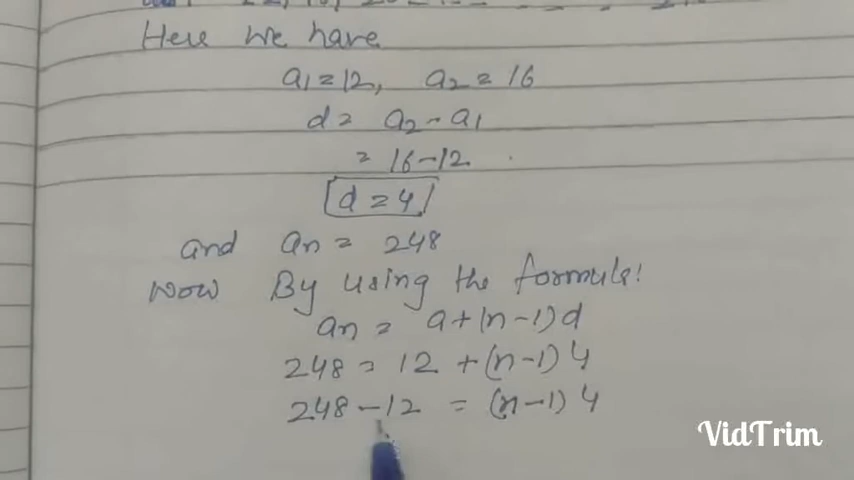 Here we have
a1 = 12, a2 = 16
d = a2 - a1
= 16-12
d = 4
and an = 248
Now By using the formula!
an = a+(n-1)d
248 = 12 +(n-1) 4
248-12 = (n-1) 4
VidTrim